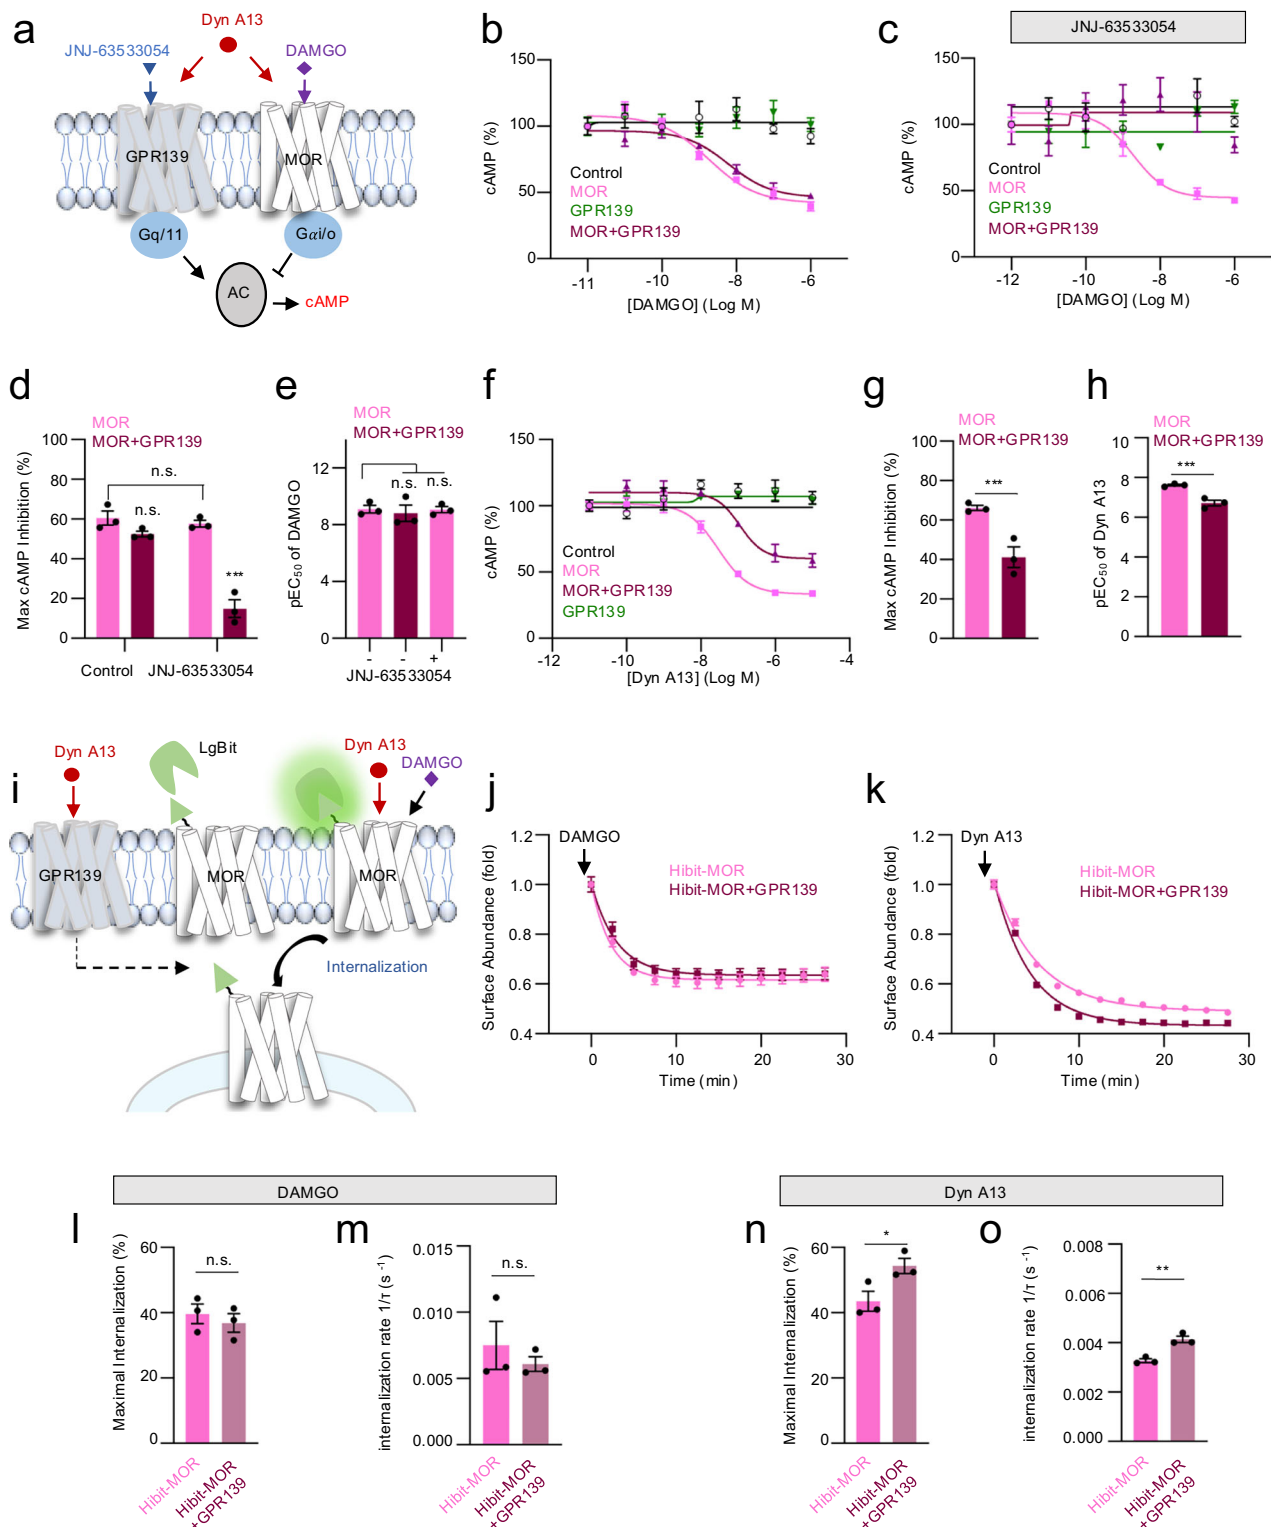 a
Dyn A13
JNJ-63533054
DAMGO
GPR139
MOR
Gq/11
Gαi/o
AC
cAMP
b
150
100
50
0
cAMP (%)
Control
MOR
GPR139
MOR+GPR139
-11
-10
-9
-8
-7
-6
[DAMGO] (Log M)
c
JNJ-63533054
150
100
50
0
cAMP (%)
Control
MOR
GPR139
MOR+GPR139
-12
-10
-8
-6
[DAMGO] (Log M)
d
MOR
MOR+GPR139
100
80
60
40
20
0
Max cAMP Inhibition (%)
n.s.
n.s.
***
Control
JNJ-63533054
e
MOR
MOR+GPR139
12
8
4
0
pEC50 of DAMGO
n.s.
n.s.
- - +
JNJ-63533054
f
150
100
50
0
cAMP (%)
Control
MOR
MOR+GPR139
GPR139
-12
-10
-8
-6
-4
[Dyn A13] (Log M)
g
MOR
MOR+GPR139
100
80
60
40
20
0
Max cAMP Inhibition (%)
***
h
MOR
MOR+GPR139
10
8
6
4
2
0
pEC50 of Dyn A13
***
i
Dyn A13
LgBit
Dyn A13
DAMGO
GPR139
MOR
MOR
Internalization
j
DAMGO
1.2
1.0
0.8
0.6
0.4
Surface Abundance (fold)
Hibit-MOR
Hibit-MOR+GPR139
0
10
20
30
Time (min)
k
Dyn A13
1.2
1.0
0.8
0.6
0.4
Surface Abundance (fold)
Hibit-MOR
Hibit-MOR+GPR139
0
10
20
30
Time (min)
DAMGO
l
60
40
20
0
Maximal Internalization (%)
n.s.
Hibit-MOR
Hibit-MOR
+GPR139
m
0.015
0.010
0.005
0.000
internalization rate 1/τ (s-1)
n.s.
Hibit-MOR
Hibit-MOR
+GPR139
Dyn A13
n
60
40
20
0
Maximal Internalization (%)
*
Hibit-MOR
Hibit-MOR
+GPR139
o
0.008
0.006
0.004
0.002
0.000
internalization rate 1/τ (s-1)
**
Hibit-MOR
Hibit-MOR
+GPR139